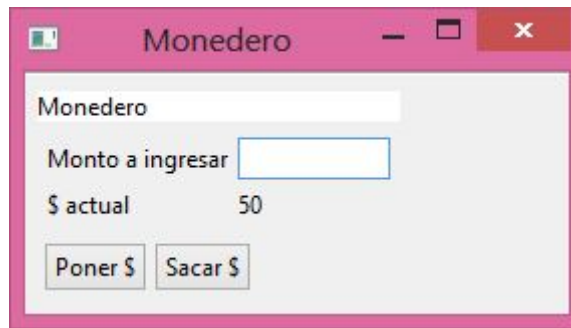 Monedero
Monedero
Monto a ingresar
$ actual 50
Poner $ Sacar $